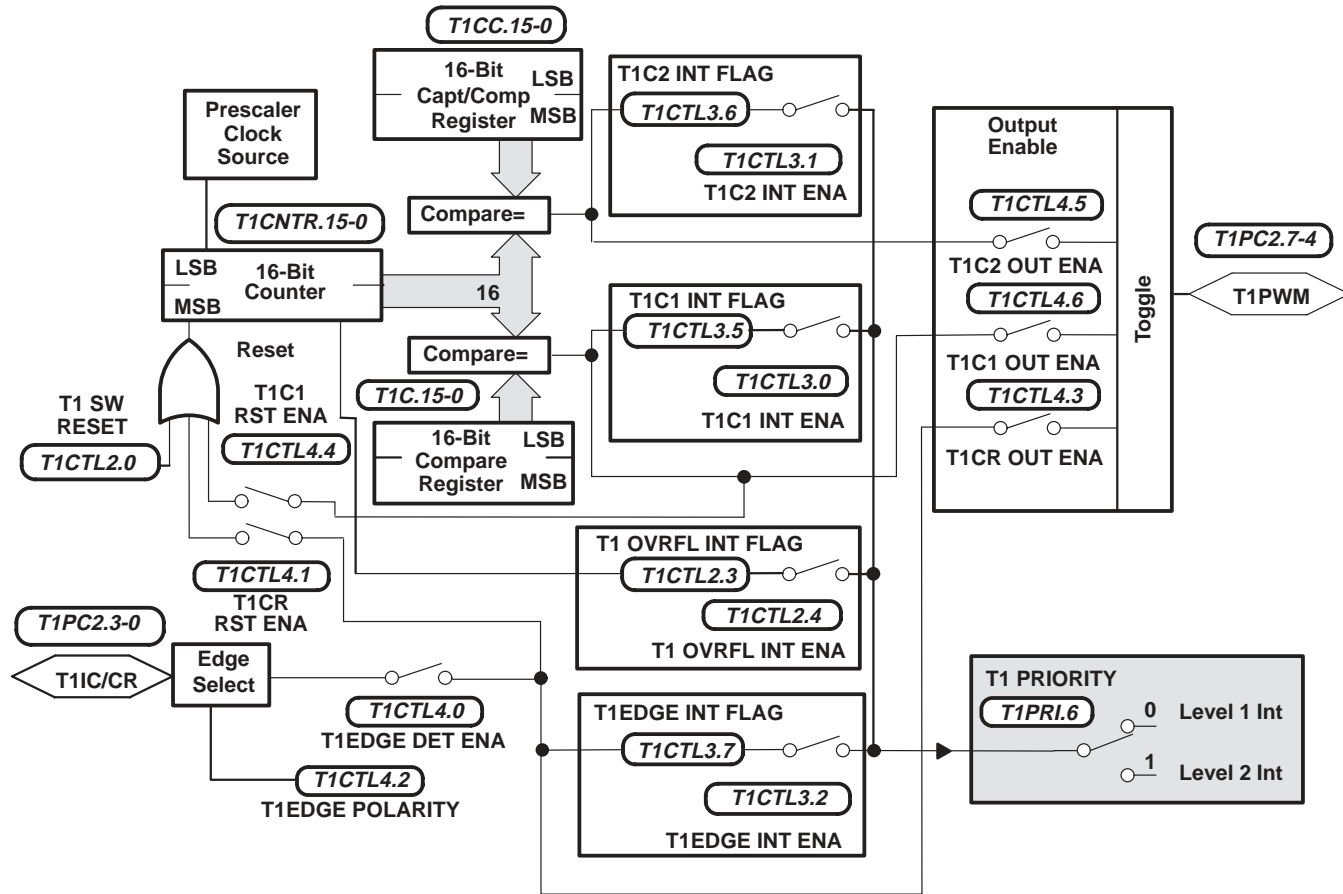 T1CC.15-0
16-Bit
Capt/Comp
Register
LSB
MSB
Prescaler
Clock
Source
T1CNTR.15-0
LSB
MSB
16-Bit
Counter
16
Compare=
Compare=
Reset
T1 SW
RESET
T1CTL2.0
T1C1
RST ENA
T1CTL4.4
T1C.15-0
16-Bit
Compare
Register
LSB
MSB
T1CTL4.1
T1CR
RST ENA
T1PC2.3-0
T1IC/CR
Edge
Select
T1CTL4.0
T1EDGE DET ENA
T1CTL4.2
T1EDGE POLARITY
T1C2 INT FLAG
T1CTL3.6
T1CTL3.1
T1C2 INT ENA
T1C1 INT FLAG
T1CTL3.5
T1CTL3.0
T1C1 INT ENA
T1 OVRFL INT FLAG
T1CTL2.3
T1CTL2.4
T1 OVRFL INT ENA
T1EDGE INT FLAG
T1CTL3.7
T1CTL3.2
T1EDGE INT ENA
Output
Enable
T1CTL4.5
T1C2 OUT ENA
T1CTL4.6
T1C1 OUT ENA
T1CTL4.3
T1CR OUT ENA
Toggle
T1PC2.7-4
T1PWM
T1 PRIORITY
T1PRI.6
0 Level 1 Int
1 Level 2 Int